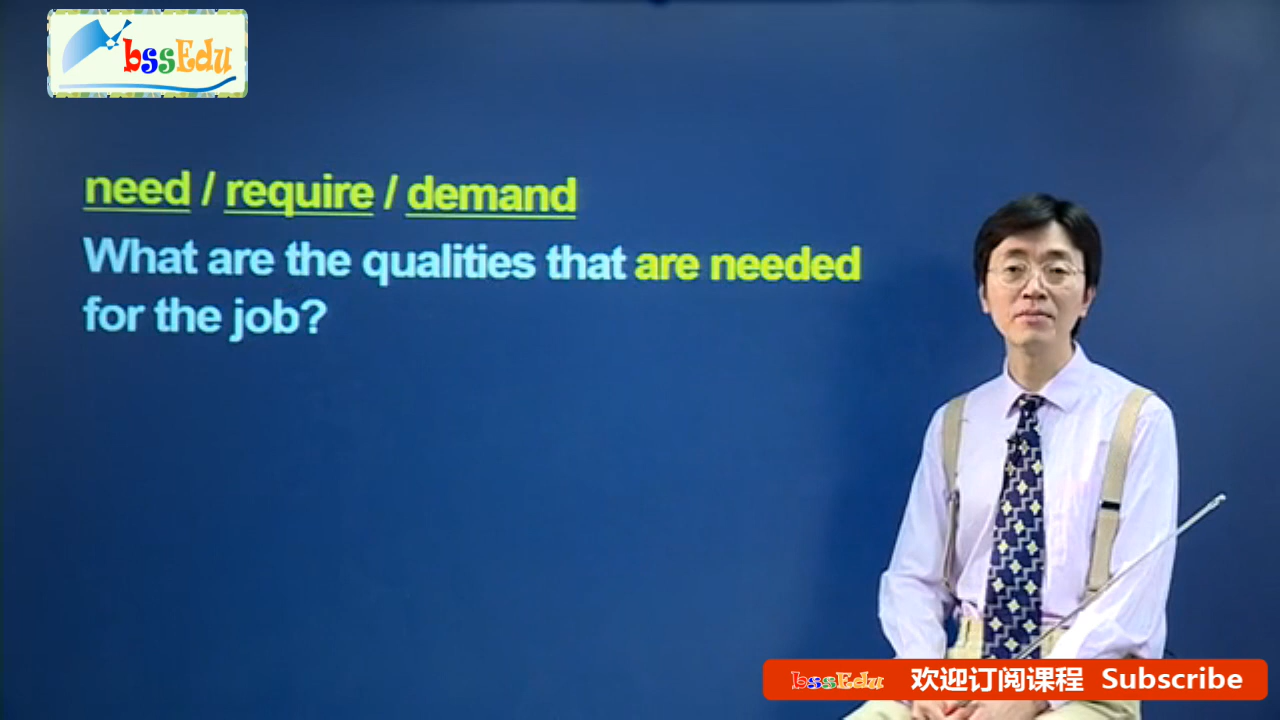 bssEdu
need / require / demand
What are the qualities that are needed
for the job?
bssEdu 欢迎订阅课程 Subscribe